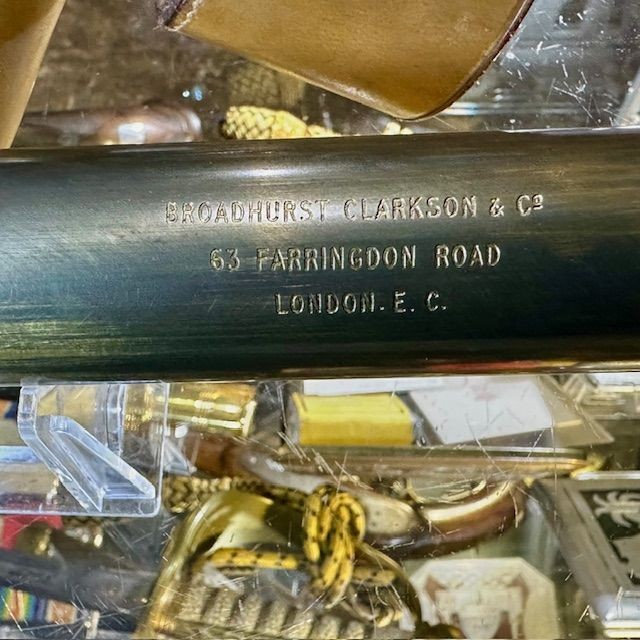 BROADHURST CLARKSON & Cº
63 FARRINGDON ROAD
LONDON. E. C.